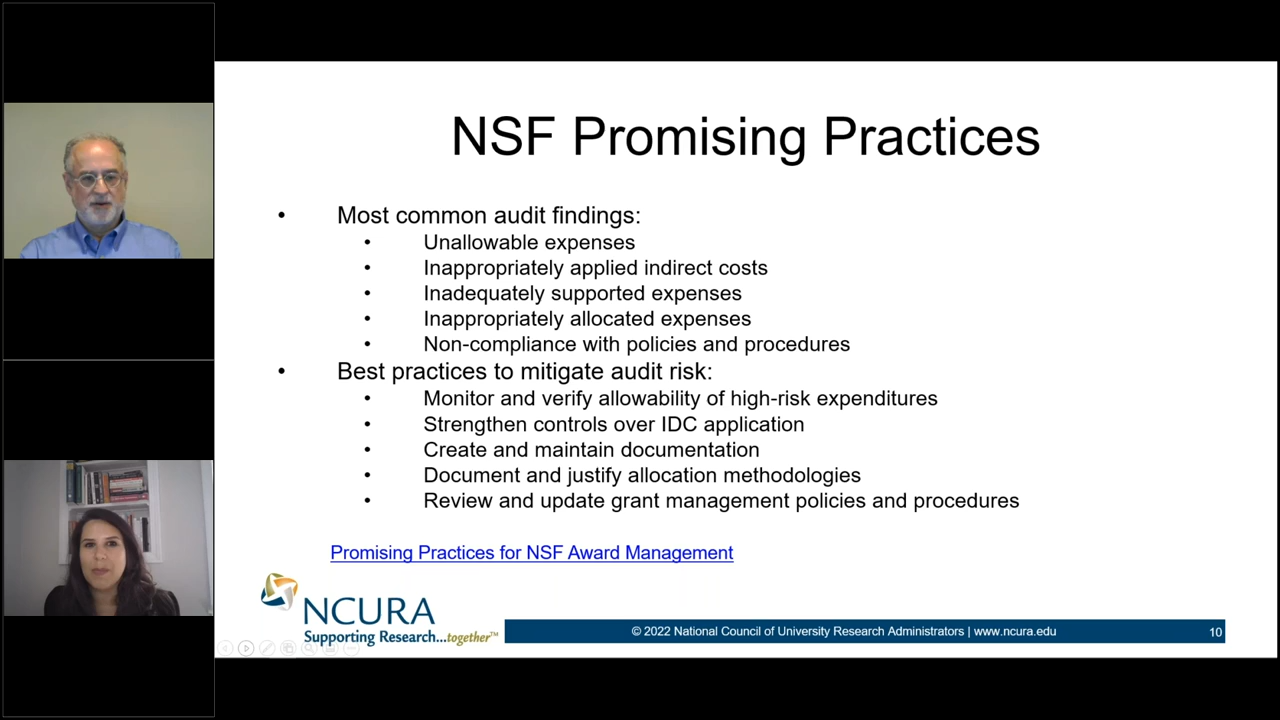 NSF Promising Practices
• Most common audit findings:
• Unallowable expenses
• Inappropriately applied indirect costs
• Inadequately supported expenses
• Inappropriately allocated expenses
• Non-compliance with policies and procedures
• Best practices to mitigate audit risk:
• Monitor and verify allowability of high-risk expenditures
• Strengthen controls over IDC application
• Create and maintain documentation
• Document and justify allocation methodologies
• Review and update grant management policies and procedures
Promising Practices for NSF Award Management
NCURA
Supporting Research...together™
© 2022 National Council of University Research Administrators | www.ncura.edu
10